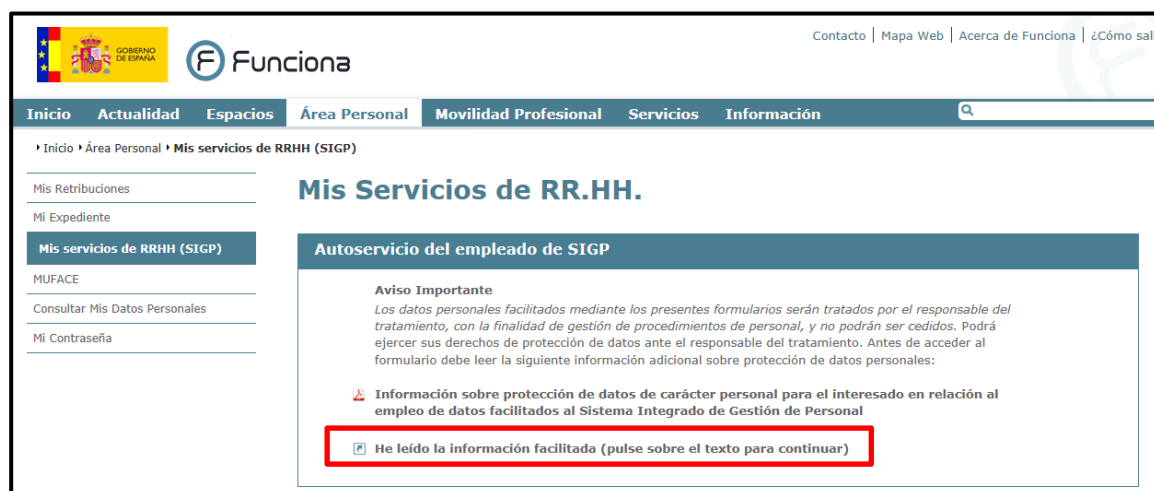 GOBIERNO
DE ESPAÑA
Funciona
Contacto | Mapa Web | Acerca de Funciona | ¿Cómo sali
Inicio Actualidad Espacios Área Personal Movilidad Profesional Servicios Información
Inicio Área Personal Mis servicios de RRHH (SIGP)
Mis Retribuciones
Mi Expediente
Mis servicios de RRHH (SIGP)
MUFACE
Consultar Mis Datos Personales
Mi Contraseña
Mis Servicios de RR.HH.
Autoservicio del empleado de SIGP
Aviso Importante
Los datos personales facilitados mediante los presentes formularios serán tratados por el responsable del
tratamiento, con la finalidad de gestión de procedimientos de personal, y no podrán ser cedidos. Podrá
ejercer sus derechos de protección de datos ante el responsable del tratamiento. Antes de acceder al
formulario debe leer la siguiente información adicional sobre protección de datos personales:
Información sobre protección de datos de carácter personal para el interesado en relación al
empleo de datos facilitados al Sistema Integrado de Gestión de Personal
He leído la información facilitada (pulse sobre el texto para continuar)